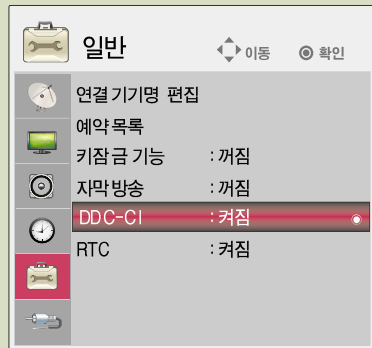 일반 이동 확인
연결 기기명 편집
예약 목록
키잠금 기능 : 꺼짐
자막방송 : 꺼짐
DDC-CI : 켜짐
RTC : 켜짐